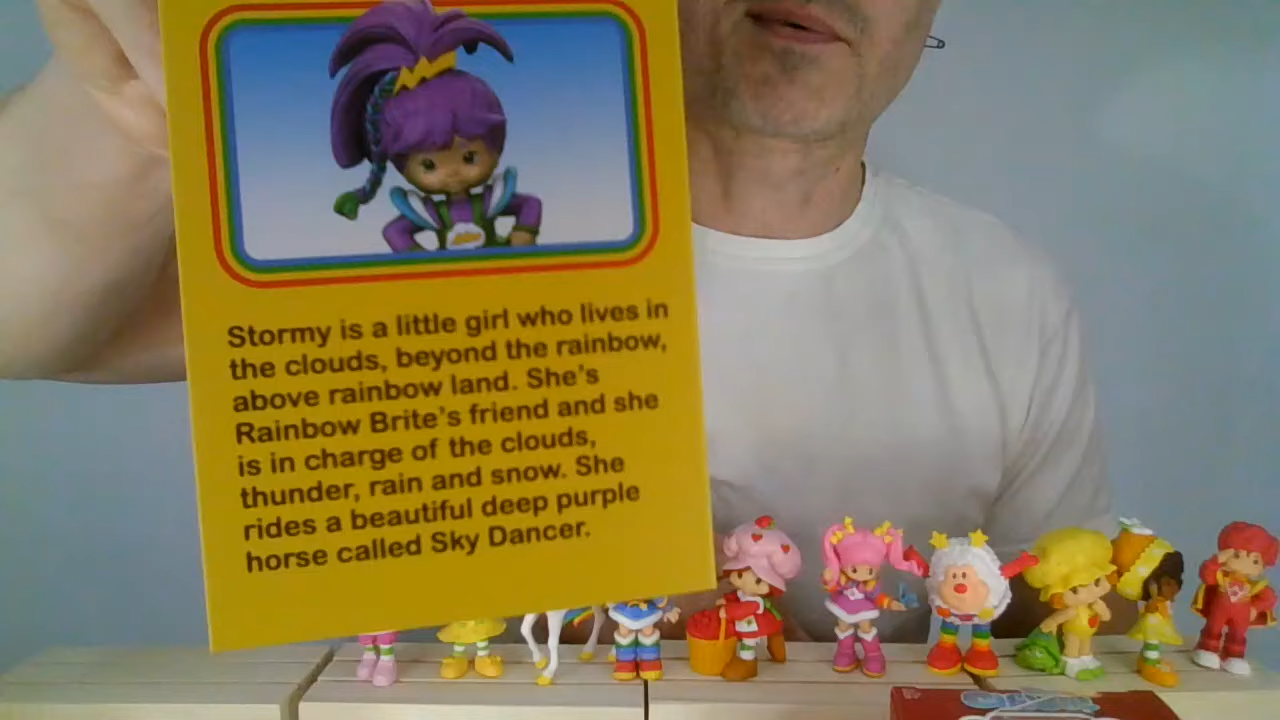 Stormy is a little girl who lives in
the clouds, beyond the rainbow,
above rainbow land. She's
Rainbow Brite's friend and she
is in charge of the clouds,
thunder, rain and snow. She
rides a beautiful deep purple
horse called Sky Dancer.